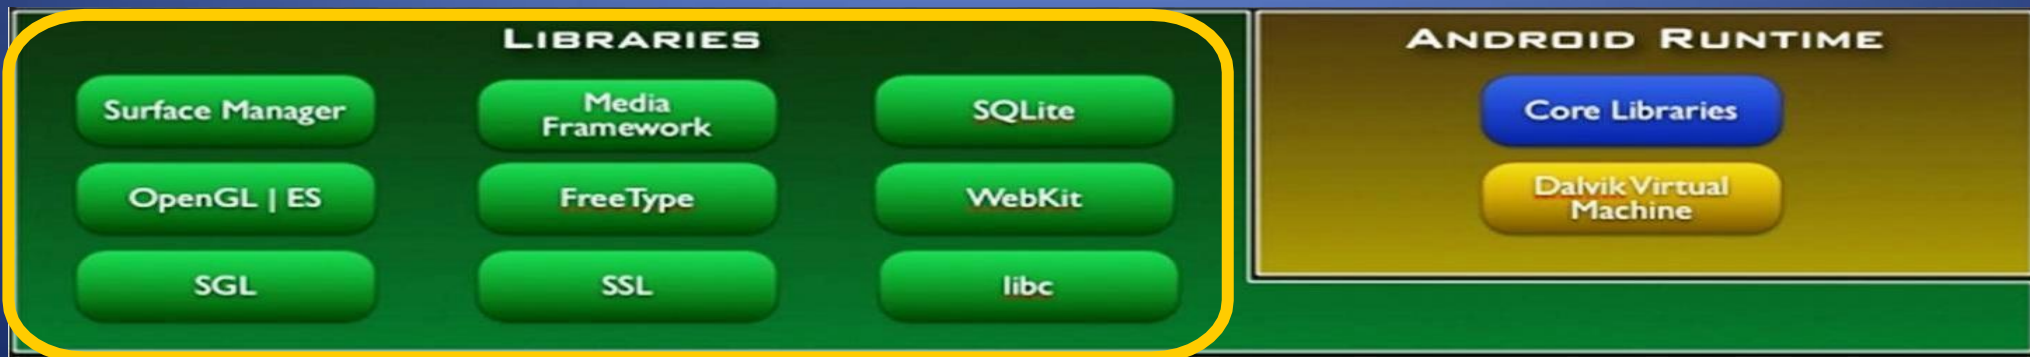 LIBRARIES
Surface Manager
Media
Framework
SQLite
OpenGL | ES
FreeType
WebKit
SGL
SSL
libc
ANDROID RUNTIME
Core Libraries
Dalvik Virtual
Machine